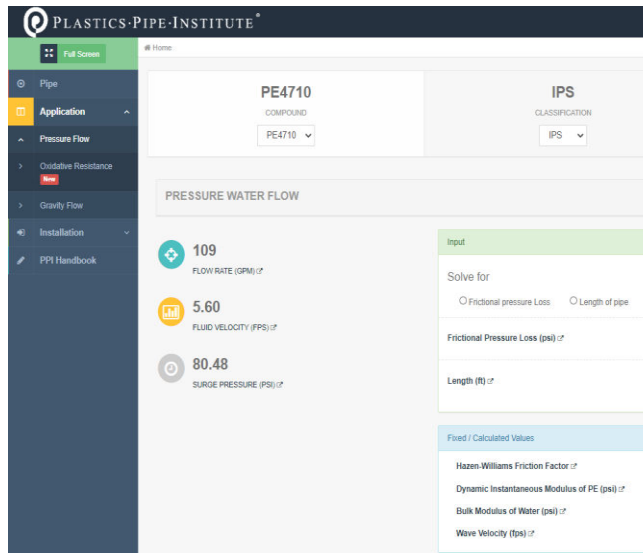 PLASTICS·PIPE·INSTITUTE®
Full Screen
Home
Pipe
Application
Pressure Flow
Oxidative Resistance
New
Gravity Flow
Installation
PPI Handbook
PE4710
COMPOUND
PE4710
IPS
CLASSIFICATION
IPS
PRESSURE WATER FLOW
109
FLOW RATE (GPM)
5.60
FLUID VELOCITY (FPS)
80.48
SURGE PRESSURE (PSI)
Input
Solve for
Frictional pressure Loss Length of pipe
Frictional Pressure Loss (psi)
Length (ft)
Fixed / Calculated Values
Hazen-Williams Friction Factor
Dynamic Instantaneous Modulus of PE (psi)
Bulk Modulus of Water (psi)
Wave Velocity (fps)